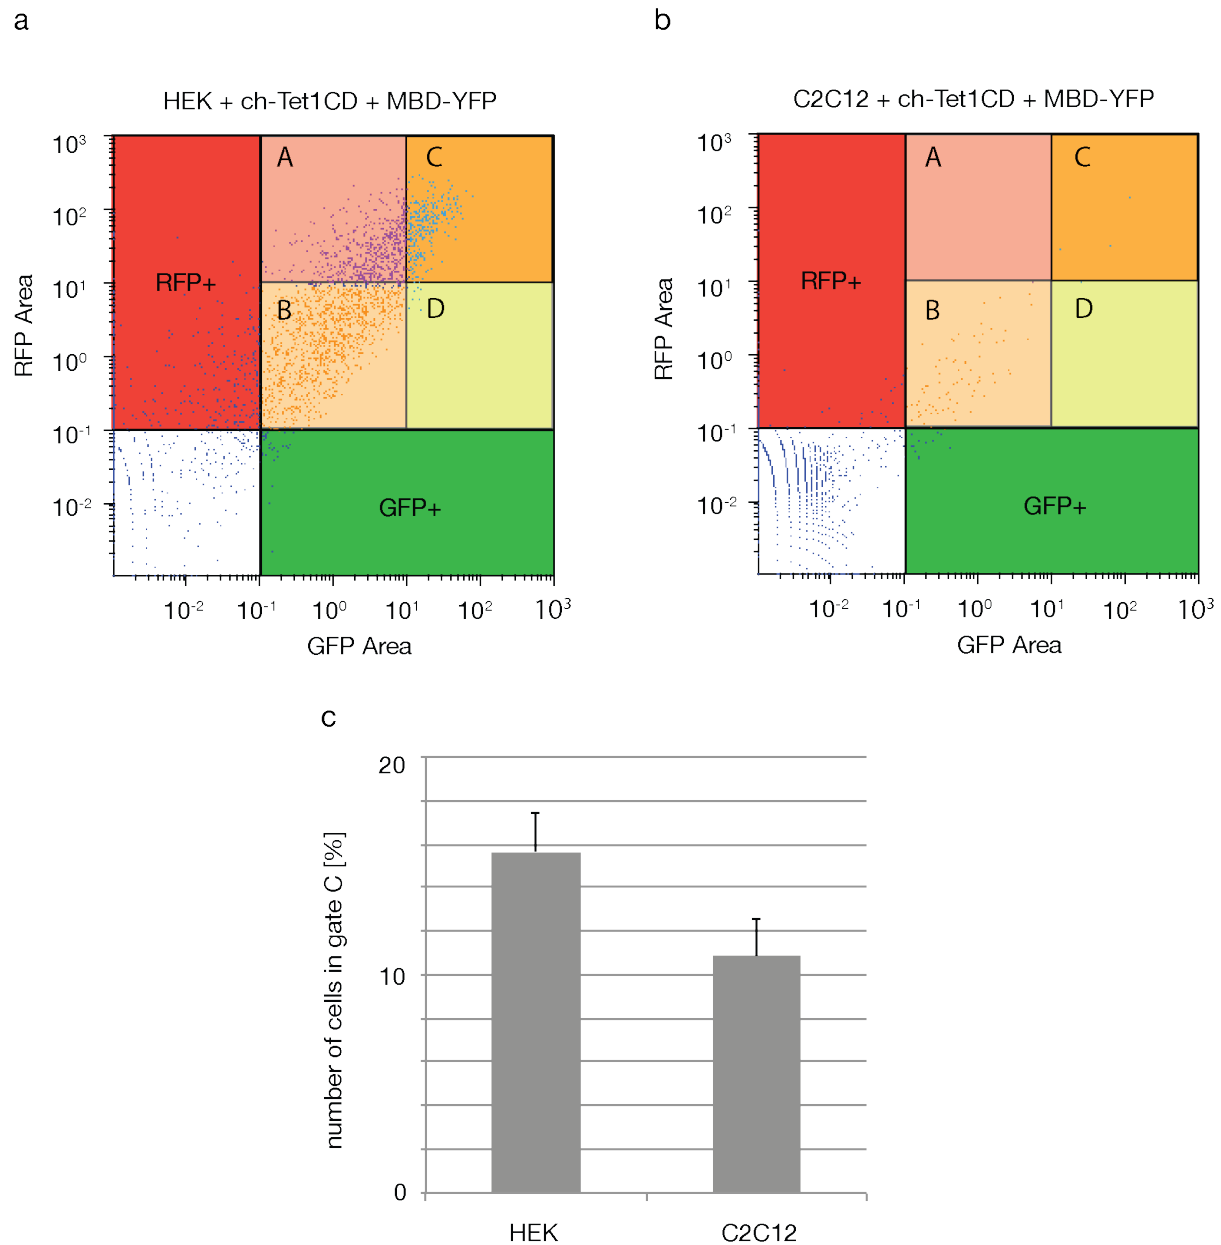 a
HEK + ch-Tet1CD + MBD-YFP
10³
10²
10¹
10⁰
10⁻¹
10⁻²
RFP Area
RFP+
A
C
B
D
GFP+
10⁻² 10⁻¹ 10⁰ 10¹ 10² 10³
GFP Area
b
C2C12 + ch-Tet1CD + MBD-YFP
10³
10²
10¹
10⁰
10⁻¹
10⁻²
RFP Area
RFP+
A
C
B
D
GFP+
10⁻² 10⁻¹ 10⁰ 10¹ 10² 10³
GFP Area
c
number of cells in gate C [%]
20
10
0
HEK C2C12